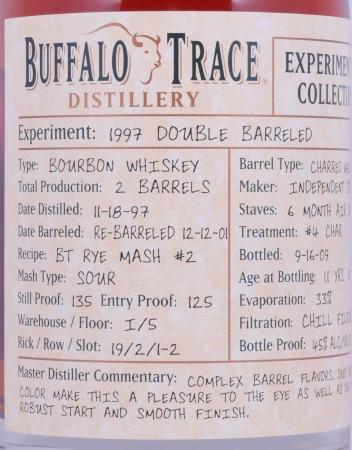 BUFFALO TRACE
DISTILLERY
Experiment: 1997 DOUBLE BARRELED
Type: BOURBON WHISKEY
Total Production: 2 BARRELS
Date Distilled: 11-18-97
Date Barreled: RE-BARRELED 12-12-01
Recipe: BT RYE MASH #2
Mash Type: SOUR
Still Proof: 135 Entry Proof: 125
Warehouse / Floor: I/5
Rick / Row / Slot: 19/2/1-2
Barrel Type: CHARRED
Maker: INDEPENDENT
Staves: 6 MONTH AIR
Treatment: #4 CHAR
Bottled: 9-16-09
Age at Bottling: 11 YRS
Evaporation: 33%
Filtration: CHILL
Bottle Proof: 45%
Master Distiller Commentary: COMPLEX BARREL FLAVORS. DEEP
COLOR MAKE THIS A PLEASURE TO THE EYE AS WELL AS
ROBUST START AND SMOOTH FINISH.